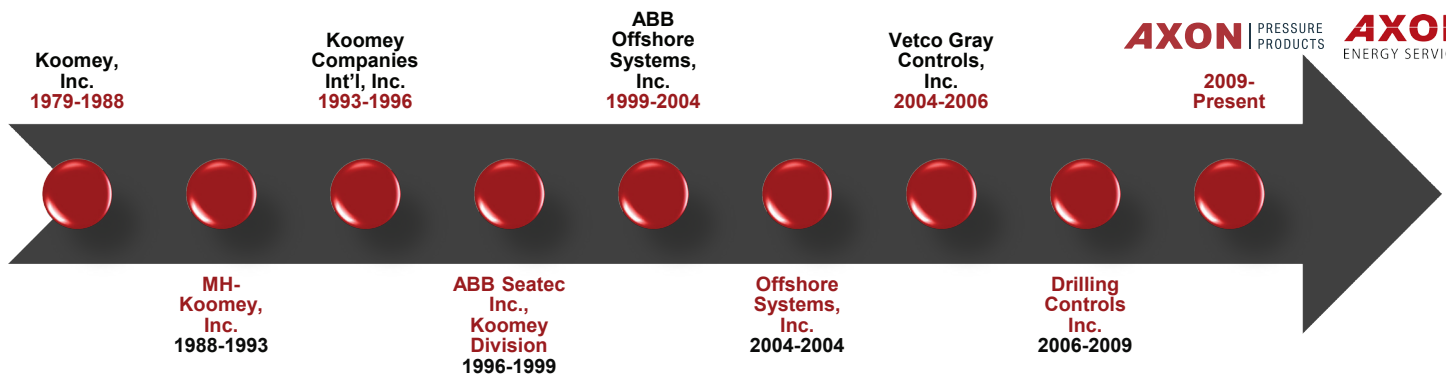 Koomey,
Inc.
1979-1988
MH-
Koomey,
Inc.
1988-1993
Koomey
Companies
Int'l, Inc.
1993-1996
ABB Seatec
Inc.,
Koomey
Division
1996-1999
ABB
Offshore
Systems,
Inc.
1999-2004
Offshore
Systems,
Inc.
2004-2004
Vetco Gray
Controls,
Inc.
2004-2006
Drilling
Controls
Inc.
2006-2009
AXON PRESSURE
PRODUCTS
2009-
Present
ENERGY